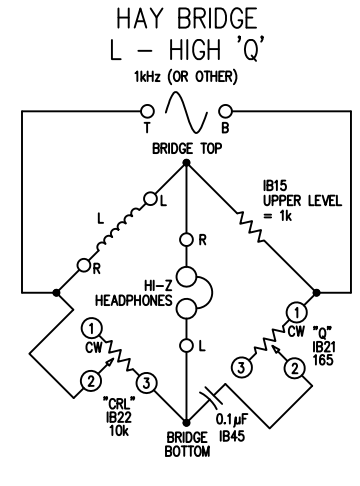 HAY BRIDGE
L – HIGH 'Q'
1kHz (OR OTHER)
T
B
BRIDGE TOP
IB15
UPPER LEVEL
= 1k
L
L
R
R
HI-Z
HEADPHONES
1
CW
2
3
"CRL"
IB22
10k
L
1
CW
"Q"
IB21
165
3
2
0.1µF
IB45
BRIDGE
BOTTOM